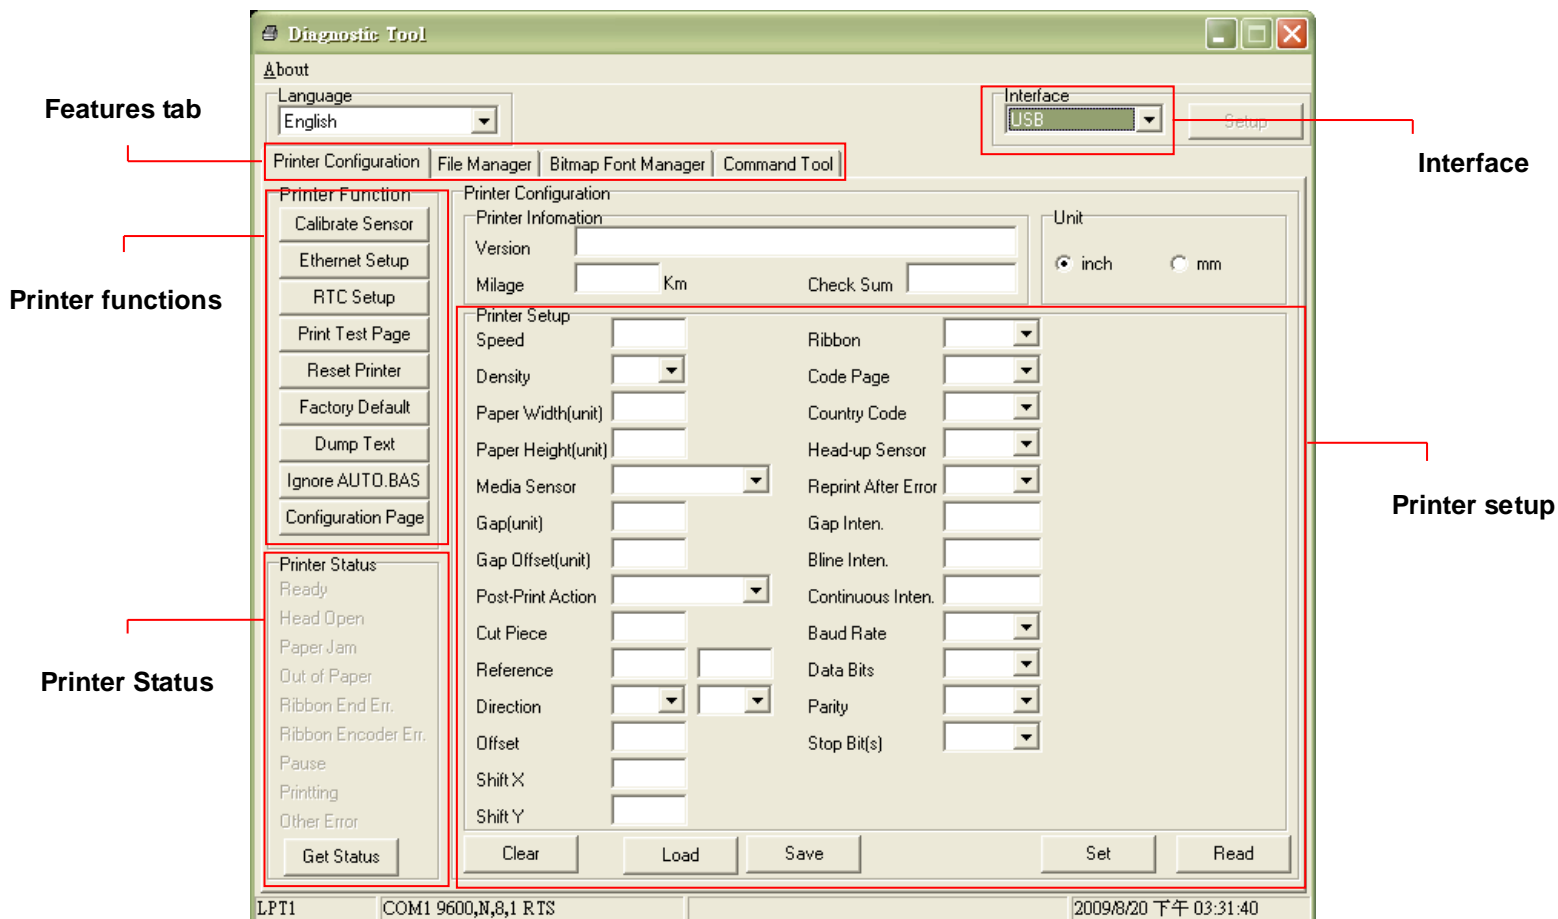 Diagnostic Tool
About
Features tab
Language
English
Interface
USB
Setup
Interface
Printer Configuration
File Manager
Bitmap Font Manager
Command Tool
Printer functions
Printer Function
Calibrate Sensor
Ethernet Setup
RTC Setup
Print Test Page
Reset Printer
Factory Default
Dump Text
Ignore AUTO.BAS
Configuration Page
Printer Status
Printer Status
Ready
Head Open
Paper Jam
Out of Paper
Ribbon End Err.
Ribbon Encoder Err.
Pause
Printting
Other Error
Get Status
Printer Configuration
Printer Infomation
Version
Milage
Km
Check Sum
Unit
inch
mm
Printer setup
Printer Setup
Speed
Density
Paper Width(unit)
Paper Height(unit)
Media Sensor
Gap(unit)
Gap Offset(unit)
Post-Print Action
Cut Piece
Reference
Direction
Offset
Shift X
Shift Y
Ribbon
Code Page
Country Code
Head-up Sensor
Reprint After Error
Gap Inten.
Bline Inten.
Continuous Inten.
Baud Rate
Data Bits
Parity
Stop Bit(s)
Clear
Load
Save
Set
Read
LPT1
COM1 9600,N,8,1 RTS
2009/8/20 下午 03:31:40